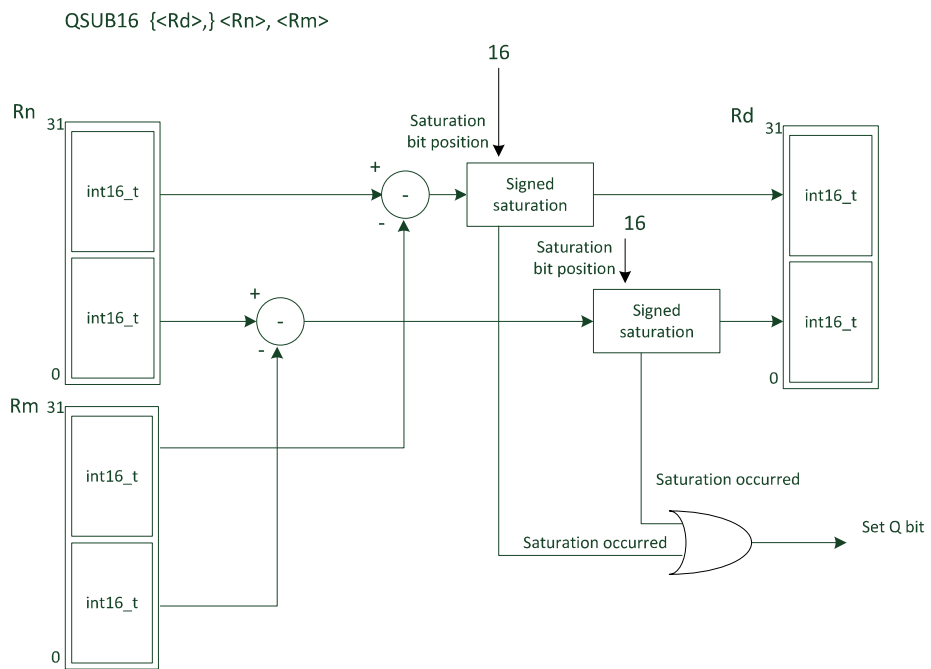 QSUB16 {<Rd>,} <Rn>, <Rm>
16
Rn
31
Saturation
bit position
Rd
31
int16_t
+
-
-
Signed
saturation
int16_t
16
Saturation
bit position
int16_t
+
-
-
Signed
saturation
int16_t
0
0
Rm
31
int16_t
Saturation occurred
Set Q bit
Saturation occurred
int16_t
0